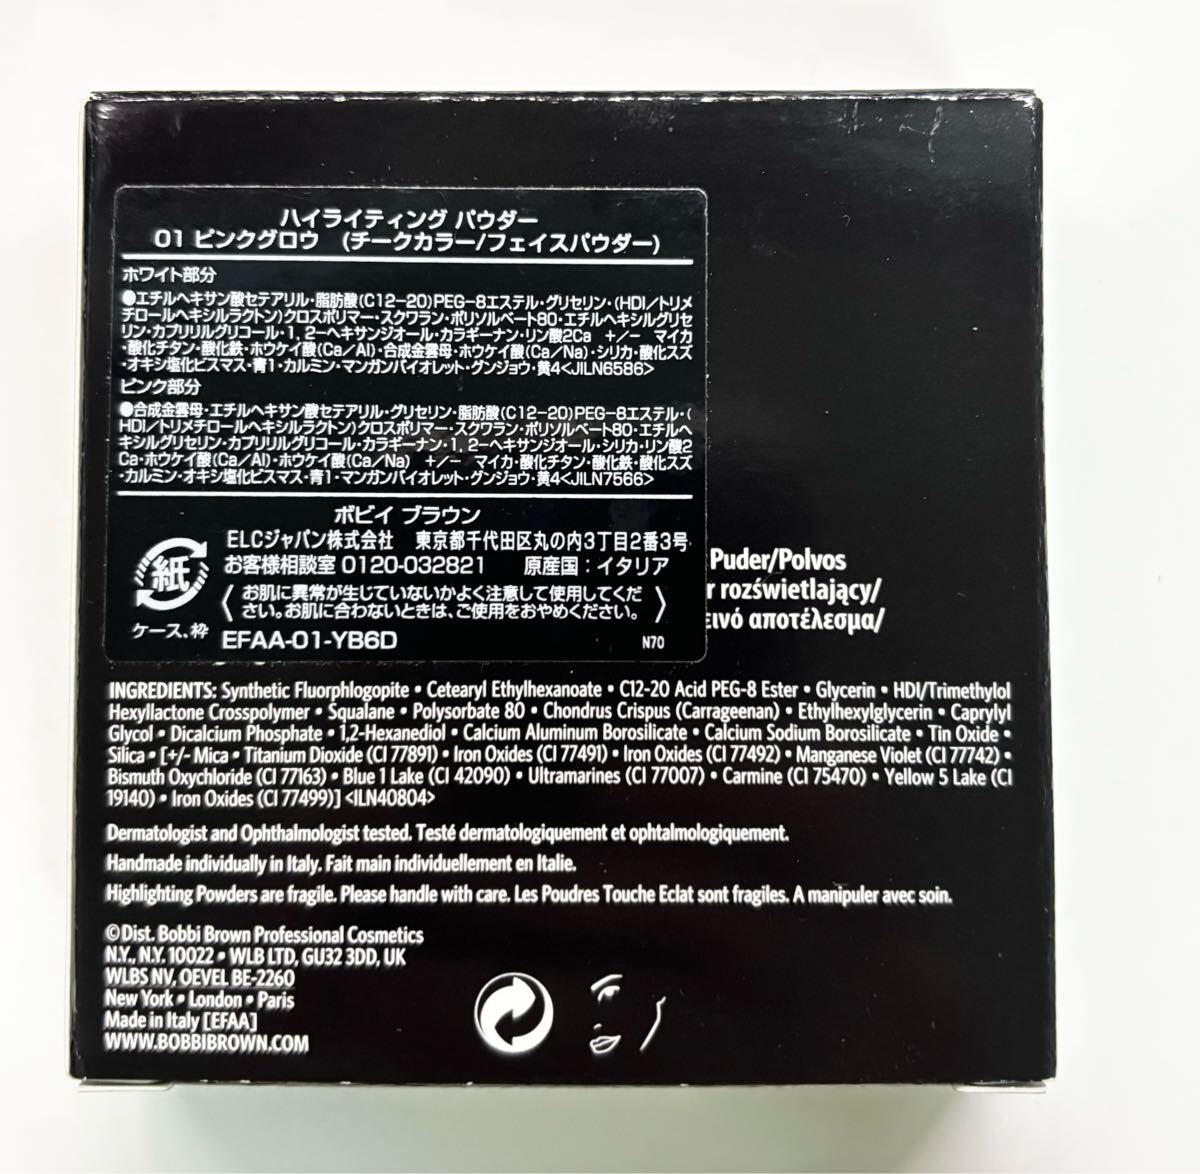 ハイライティング パウダー
01 ピンクグロウ (チークカラー/フェイスパウダー)
ホワイト部分
●エチルヘキサン酸セテアリル・脂肪酸(C12-20)PEG-8エステル・グリセリン・(HDI/トリメ
チロールヘキシルラクトン)クロスポリマー・スクワラン・ポリソルベート80・エチルヘキシルグリセ
リン・カプリリルグリコール・1,2-ヘキサンジオール・カラギーナン・リン酸2Ca +/- マイカ
・酸化チタン・酸化鉄・ホウケイ酸(Ca/Al)・合成金雲母・ホウケイ酸(Ca/Na)・シリカ・酸化スズ
・オキシ塩化ビスマス・青1・カルミン・マンガンバイオレット・グンジョウ・黄4<JILN6586>
ピンク部分
●合成金雲母・エチルヘキサン酸セテアリル・グリセリン・脂肪酸(C12-20)PEG-8エステル・(
HDI/トリメチロールヘキシルラクトン)クロスポリマー・スクワラン・ポリソルベート80・エチルヘ
キシルグリセリン・カプリリルグリコール・カラギーナン・1,2-ヘキサンジオール・シリカ・リン酸2
Ca・ホウケイ酸(Ca/Al)・ホウケイ酸(Ca/Na) +/- マイカ・酸化チタン・酸化鉄・酸化スズ
・カルミン・オキシ塩化ビスマス・青1・マンガンバイオレット・グンジョウ・黄4<JILN7566>
ボビイ ブラウン
ELCジャパン株式会社 東京都千代田区丸の内3丁目2番3号
お客様相談室 0120-032821 原産国:イタリア
紙
ケース、枠
お肌に異常が生じていないかよく注意して使用してくだ
さい。お肌に合わないときは、ご使用をおやめください。
EFAA-01-YB6D N70
Puder/Polvos
r rozświetlający/
εινό αποτέλεσμα/
INGREDIENTS: Synthetic Fluorphlogopite • Cetearyl Ethylhexanoate • C12-20 Acid PEG-8 Ester • Glycerin • HDI/Trimethylol
Hexyllactone Crosspolymer • Squalane • Polysorbate 80 • Chondrus Crispus (Carrageenan) • Ethylhexylglycerin • Caprylyl
Glycol • Dicalcium Phosphate • 1,2-Hexanediol • Calcium Aluminum Borosilicate • Calcium Sodium Borosilicate • Tin Oxide •
Silica • [+/- Mica • Titanium Dioxide (CI 77891) • Iron Oxides (CI 77491) • Iron Oxides (CI 77492) • Manganese Violet (CI 77742) •
Bismuth Oxychloride (CI 77163) • Blue 1 Lake (CI 42090) • Ultramarines (CI 77007) • Carmine (CI 75470) • Yellow 5 Lake (CI
19140) • Iron Oxides (CI 77499)] <ILN40804>
Dermatologist and Ophthalmologist tested. Testé dermatologiquement et ophtalmologiquement.
Handmade individually in Italy. Fait main individuellement en Italie.
Highlighting Powders are fragile. Please handle with care. Les Poudres Touche Eclat sont fragiles. A manipuler avec soin.
©Dist. Bobbi Brown Professional Cosmetics
N.Y., N.Y. 10022 • WLB LTD, GU32 3DD, UK
WLBS NV, OEVEL BE-2260
New York • London • Paris
Made in Italy [EFAA]
WWW.BOBBIBROWN.COM